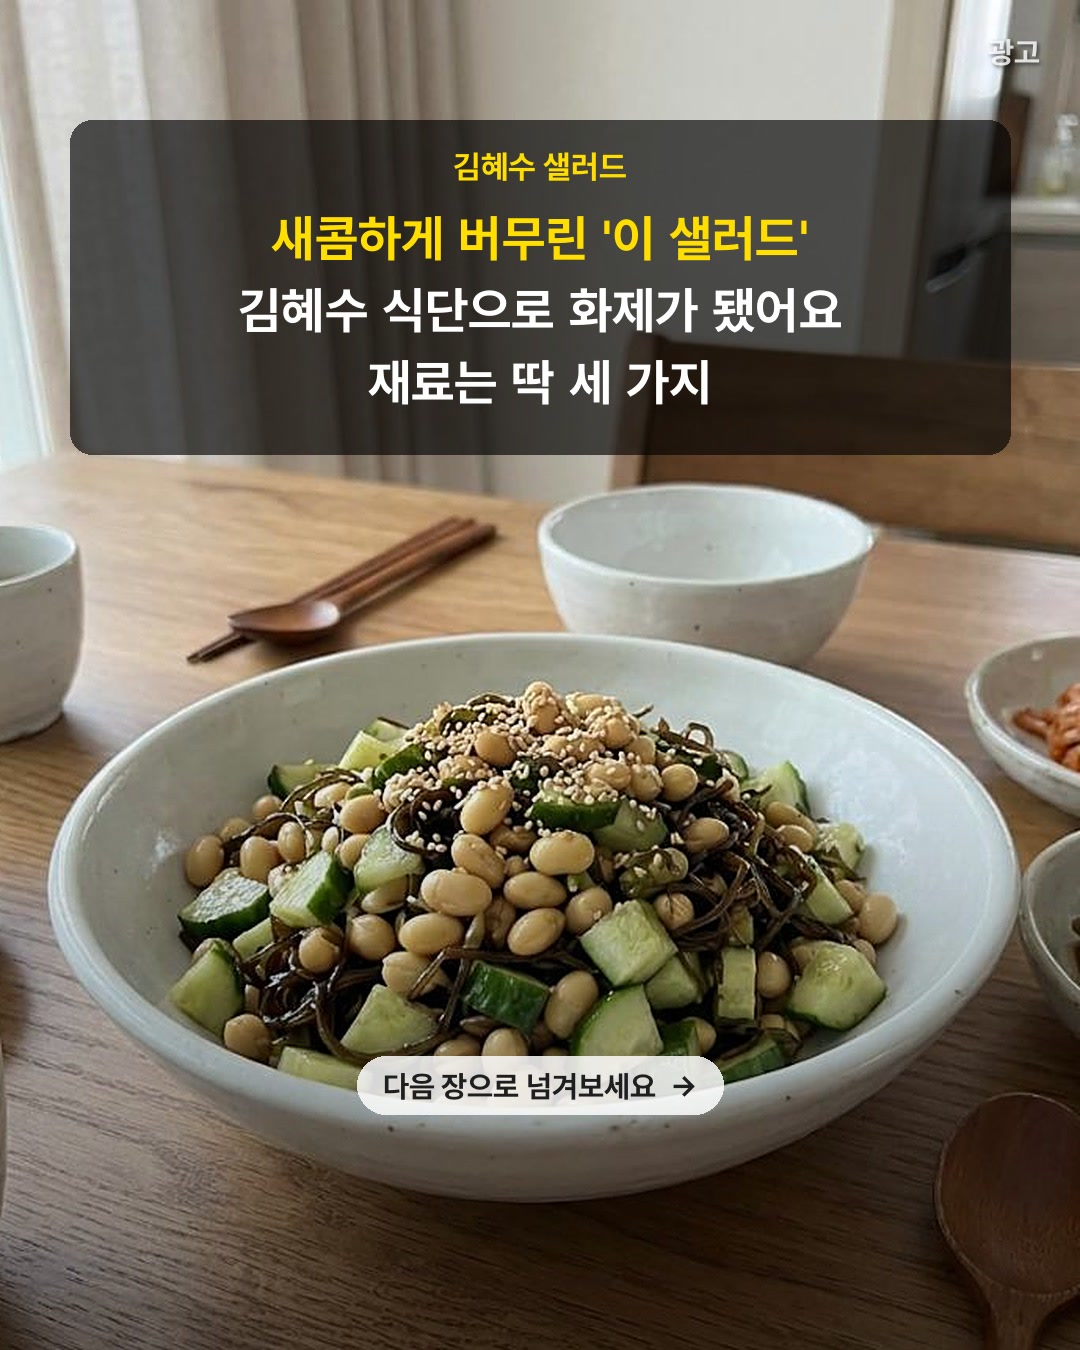 광고
김혜수 샐러드
새콤하게 버무린 '이 샐러드'
김혜수 식단으로 화제가 됐어요
재료는 딱 세 가지
다음 장으로 넘겨보세요 →